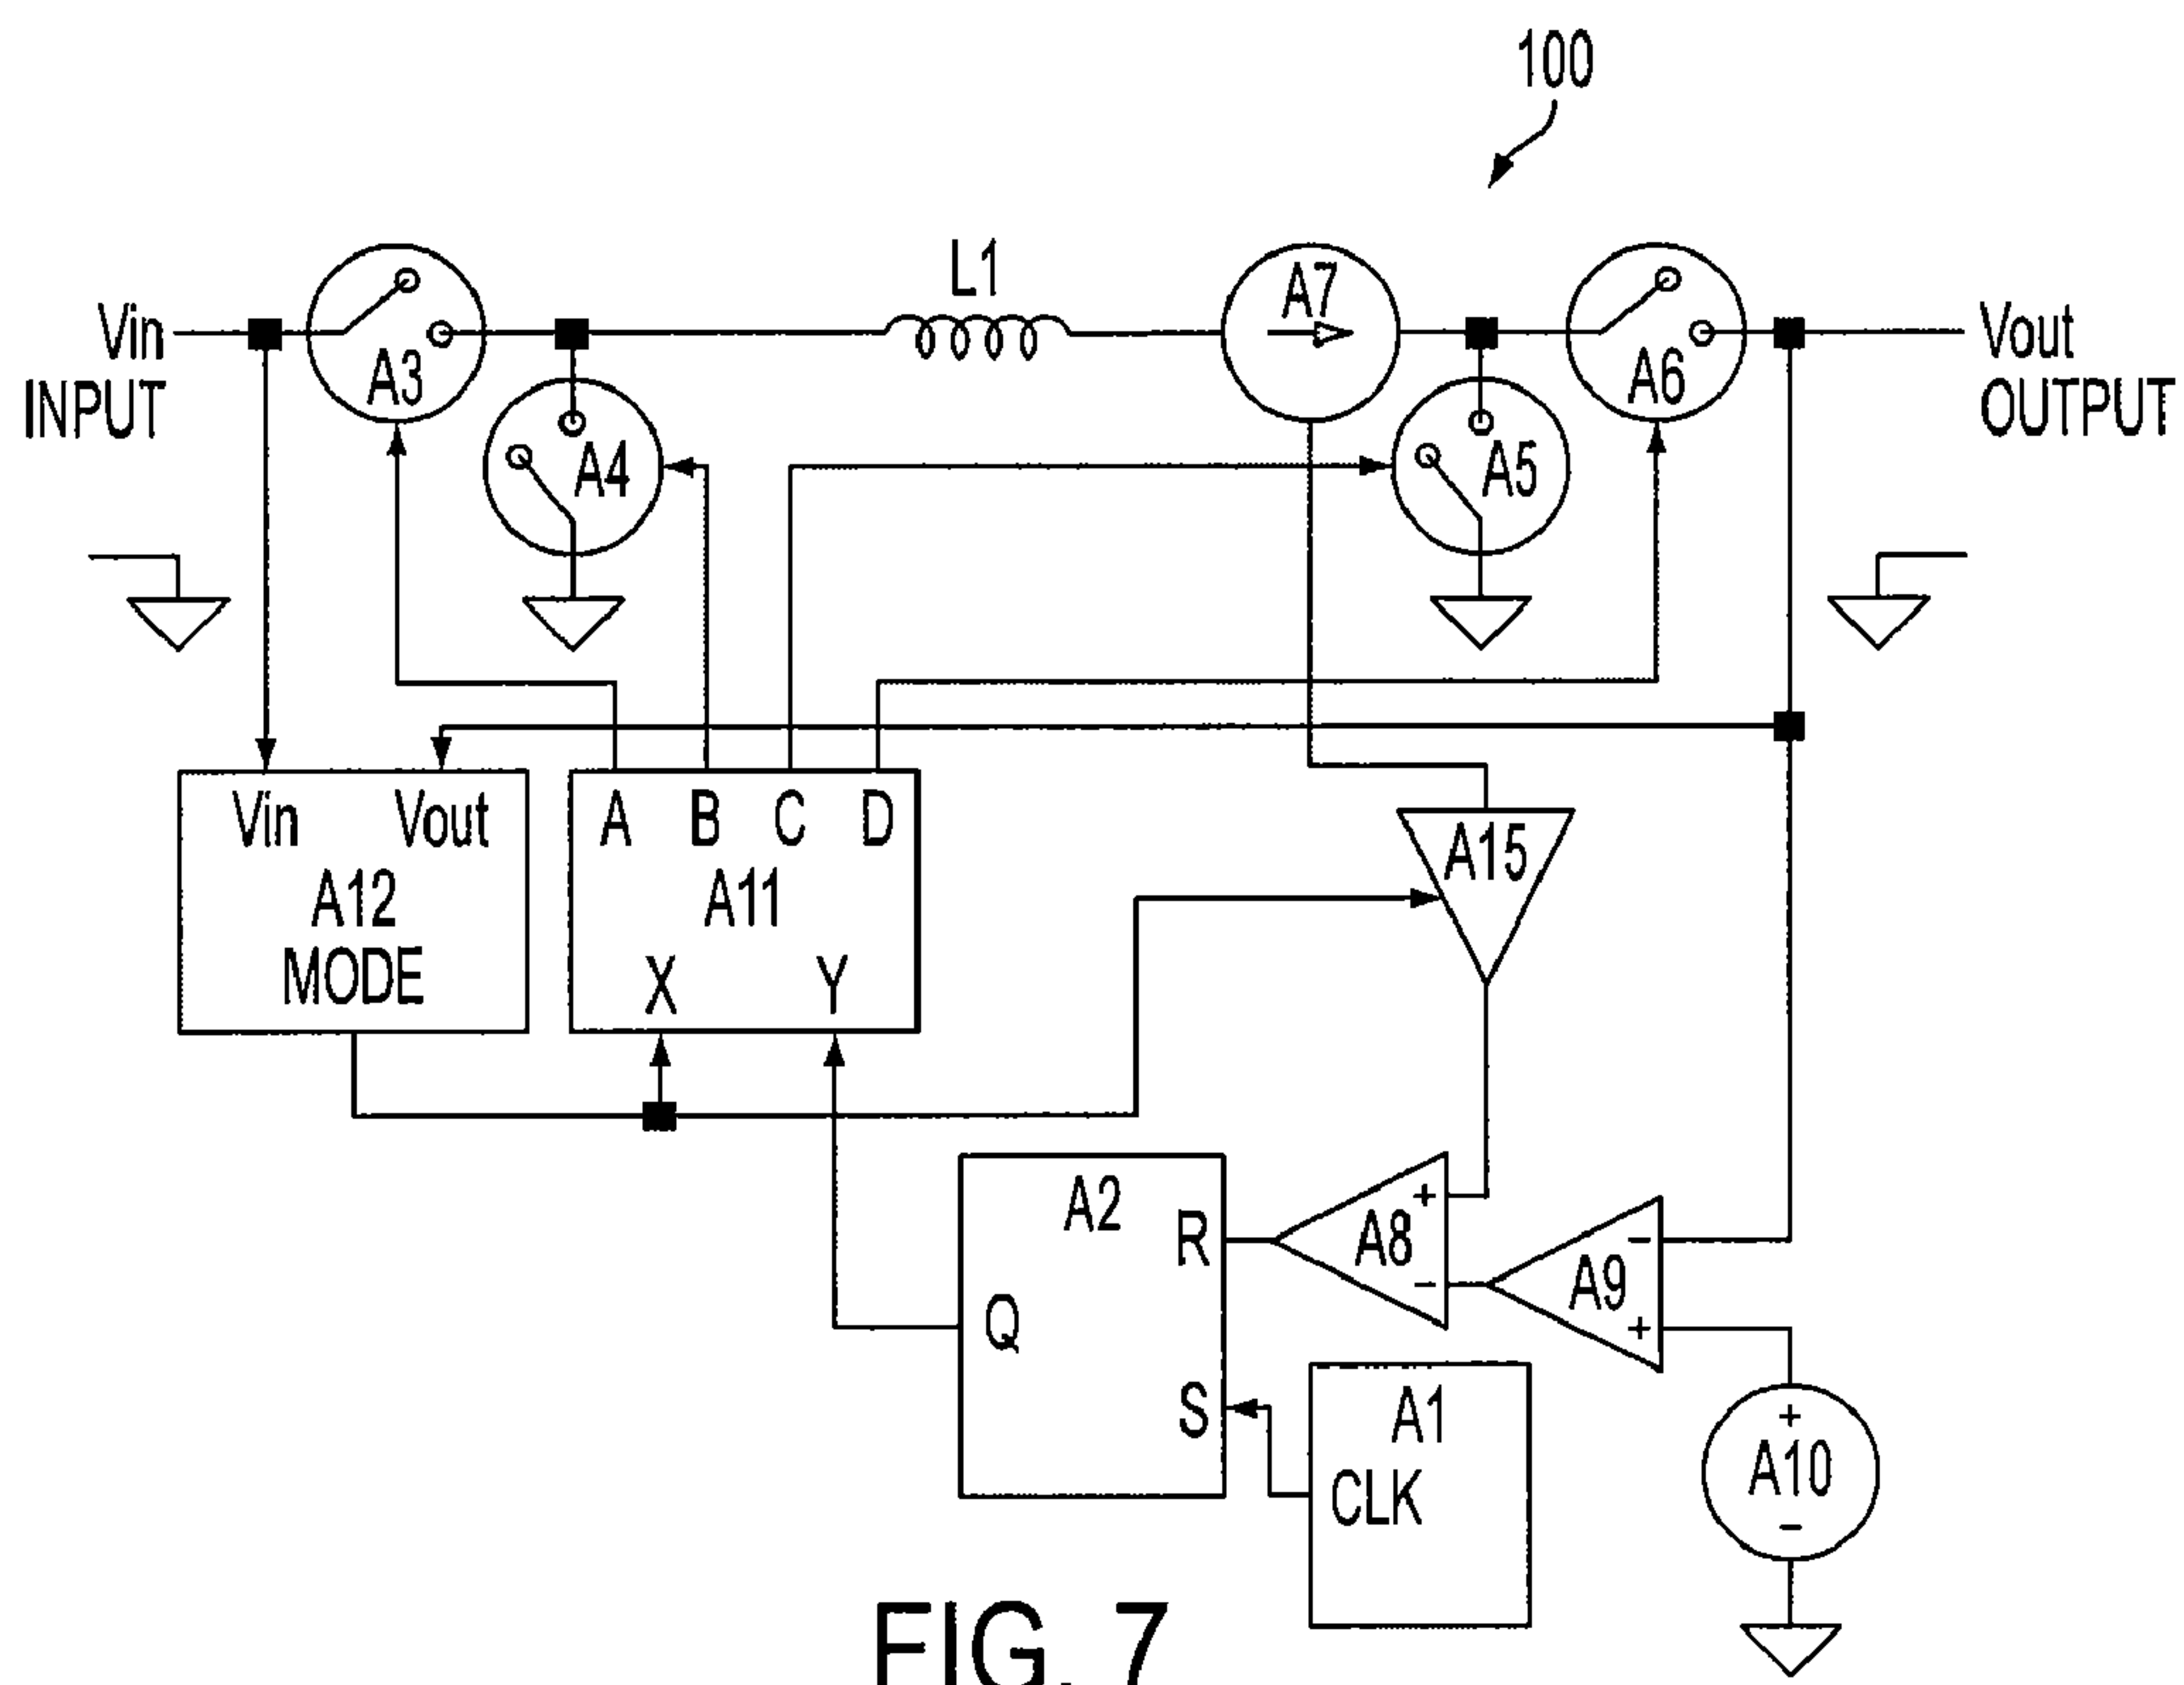 100
L1
A7
Vin
INPUT
A3
A6
Vout
OUTPUT
A4
A5
Vin Vout
A12
MODE
A B C D
A11
X Y
A15
A2
R
Q
S
+
A8
-
-
A9
+
A1
CLK
+
A10
-
FIG. 7